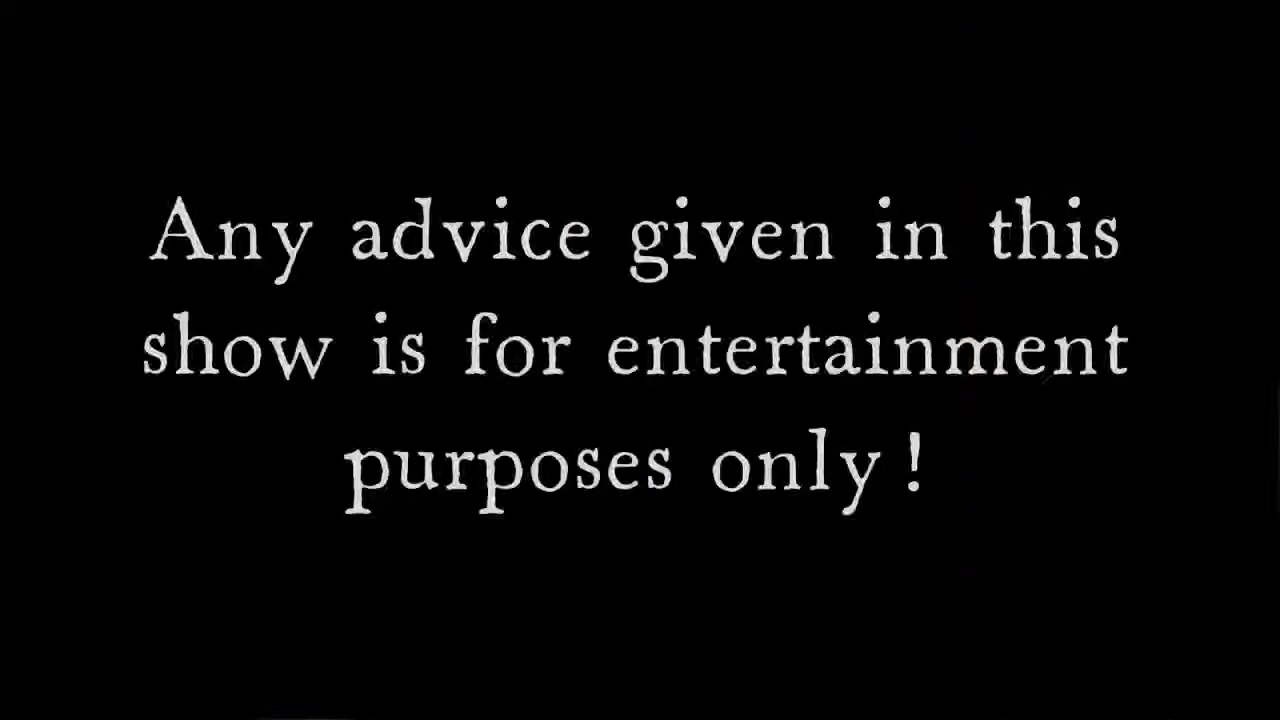 Any advice given in this
show is for entertainment
purposes only !